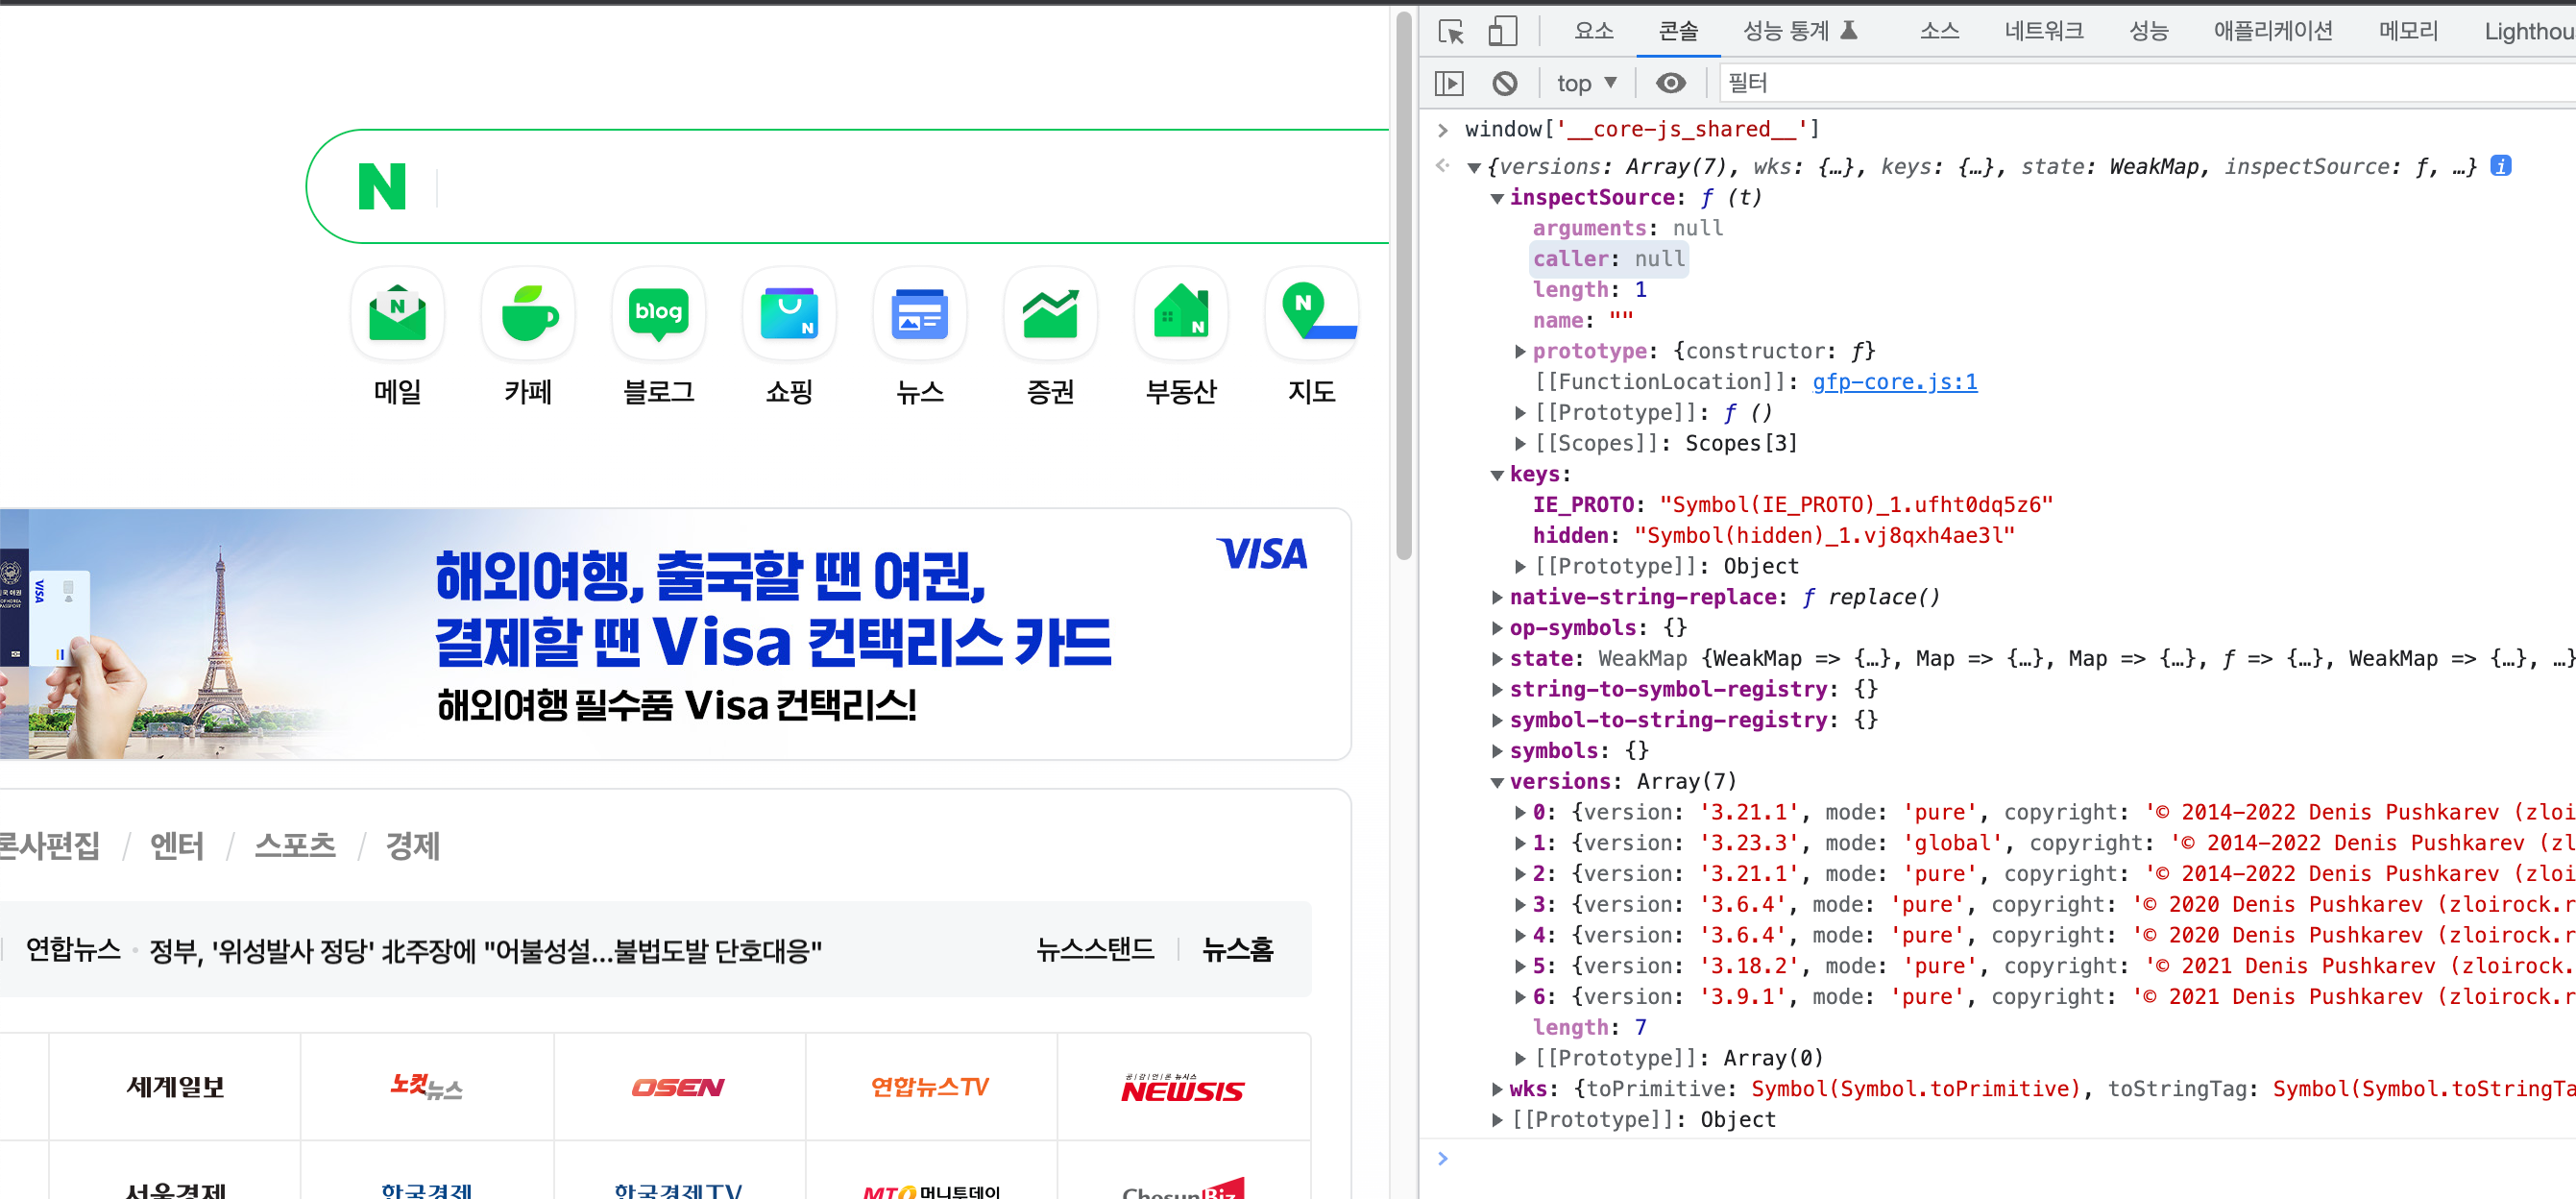 N
메일
카페
blog
블로그
쇼핑
뉴스
증권
부동산
지도
해외여행, 출국할 땐 여권,
결제할 땐 Visa 컨택리스 카드
해외여행 필수품 Visa 컨택리스!
VISA
론사편집 / 엔터 / 스포츠 / 경제
연합뉴스 · 정부, '위성발사 정당' 北주장에 "어불성설...불법도발 단호대응"
뉴스스탠드 | 뉴스홈
세계일보
노컷뉴스
OSEN
연합뉴스TV
공|감|언|론 뉴시스
NEWSIS
서울경제
한국경제
한국경제TV
MTO 머니투데이
ChosunBiz
요소 콘솔 성능 통계 소스 네트워크 성능 애플리케이션 메모리 Lighthou
top ▼ 필터
> window['__core-js_shared__']
{versions: Array(7), wks: {…}, keys: {…}, state: WeakMap, inspectSource: ƒ, …} i
inspectSource: ƒ (t)
arguments: null
caller: null
length: 1
name: ""
prototype: {constructor: ƒ}
[[FunctionLocation]]: gfp-core.js:1
[[Prototype]]: ƒ ()
[[Scopes]]: Scopes[3]
keys:
IE_PROTO: "Symbol(IE_PROTO)_1.ufht0dq5z6"
hidden: "Symbol(hidden)_1.vj8qxh4ae3l"
[[Prototype]]: Object
native-string-replace: ƒ replace()
op-symbols: {}
state: WeakMap {WeakMap => {…}, Map => {…}, Map => {…}, ƒ => {…}, WeakMap => {…}, …}
string-to-symbol-registry: {}
symbol-to-string-registry: {}
symbols: {}
versions: Array(7)
0: {version: '3.21.1', mode: 'pure', copyright: '© 2014-2022 Denis Pushkarev (zloi
1: {version: '3.23.3', mode: 'global', copyright: '© 2014-2022 Denis Pushkarev (zl
2: {version: '3.21.1', mode: 'pure', copyright: '© 2014-2022 Denis Pushkarev (zloi
3: {version: '3.6.4', mode: 'pure', copyright: '© 2020 Denis Pushkarev (zloirock.r
4: {version: '3.6.4', mode: 'pure', copyright: '© 2020 Denis Pushkarev (zloirock.r
5: {version: '3.18.2', mode: 'pure', copyright: '© 2021 Denis Pushkarev (zloirock.
6: {version: '3.9.1', mode: 'pure', copyright: '© 2021 Denis Pushkarev (zloirock.r
length: 7
[[Prototype]]: Array(0)
wks: {toPrimitive: Symbol(Symbol.toPrimitive), toStringTag: Symbol(Symbol.toStringTa
[[Prototype]]: Object
>